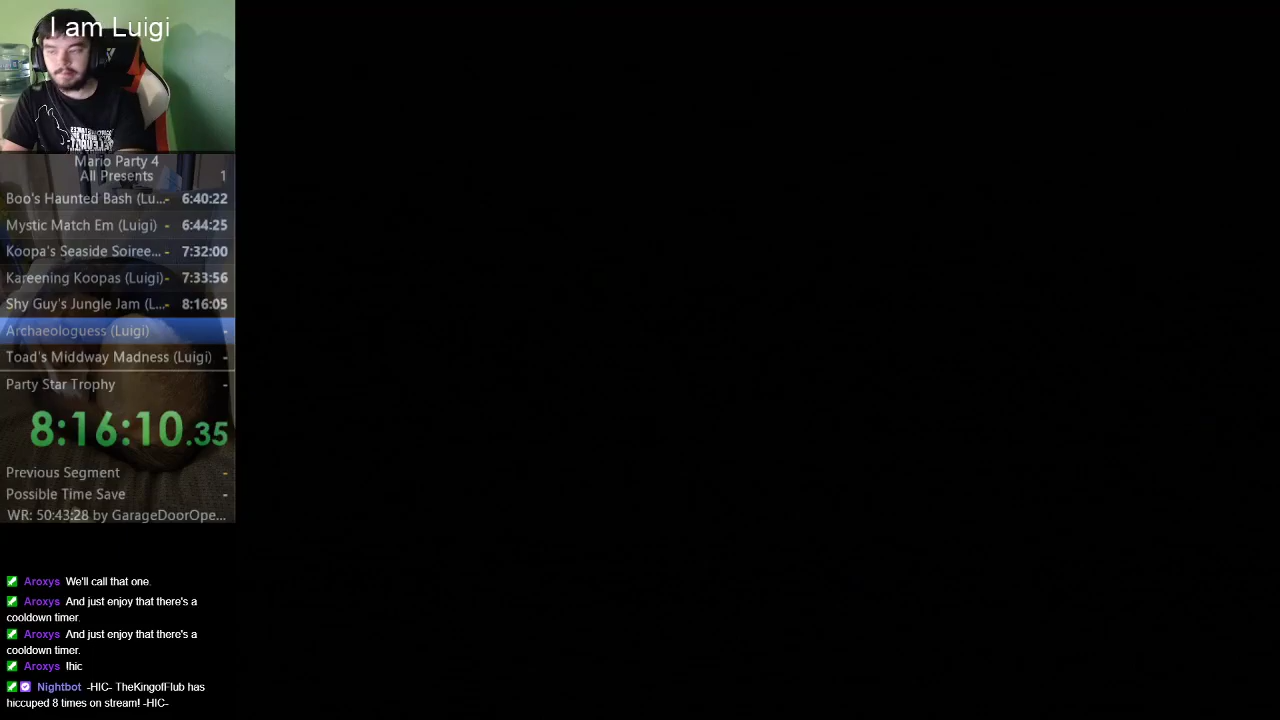 I am Luigi
Mario Party 4
All Presents 1
Boo's Haunted Bash (Lu...- 6:40:22
Mystic Match Em (Luigi) - 6:44:25
Koopa's Seaside Soiree... - 7:32:00
Kareening Koopas (Luigi)- 7:33:56
Shy Guy's Jungle Jam (L...- 8:16:05
Archaeologuess (Luigi) -
Toad's Middway Madness (Luigi) -
Party Star Trophy -
8:16:10.35
Previous Segment -
Possible Time Save -
WR: 50:43:28 by GarageDoorOpe...
Aroxys We'll call that one.
Aroxys And just enjoy that there's a
cooldown timer.
Aroxys And just enjoy that there's a
cooldown timer.
Aroxys !hic
Nightbot -HIC- TheKingofFlub has
hiccuped 8 times on stream! -HIC-